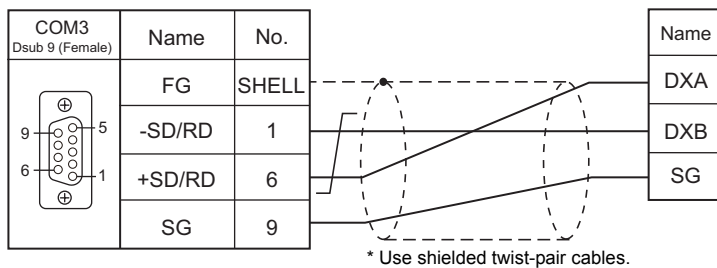 COM3
Dsub 9 (Female)
Name
No.
Name
FG
SHELL
DXA
9
5
-SD/RD
1
DXB
6
1
+SD/RD
6
SG
SG
9
* Use shielded twist-pair cables.